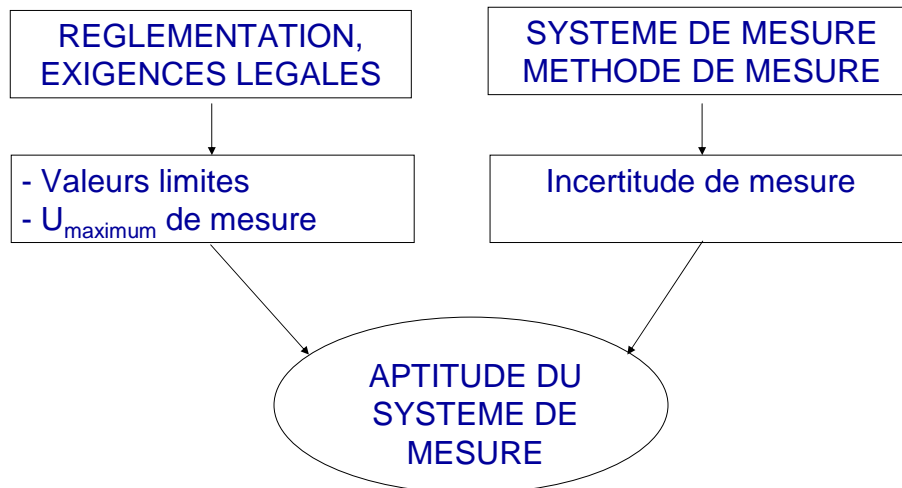 REGLEMENTATION,
EXIGENCES LEGALES
SYSTEME DE MESURE
METHODE DE MESURE
- Valeurs limites
- Umaximum de mesure
Incertitude de mesure
APTITUDE DU
SYSTEME DE
MESURE